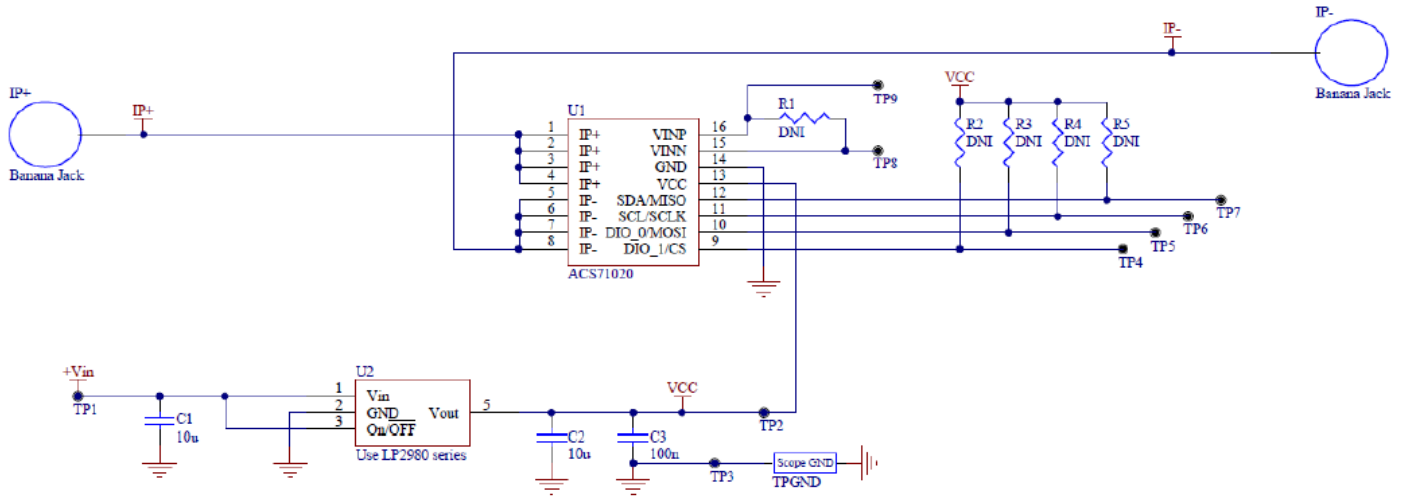 IP-
IP-
Banana Jack
IP+
IP+
Banana Jack
U1
1 IP+ VINP 16
2 IP+ VINN 15
3 IP+ GND 14
4 IP+ VCC 13
5 IP- SDA/MISO 12
6 IP- SCL/SCLK 11
7 IP- DIO_0/MOSI 10
8 IP- DIO_1/CS 9
ACS71020
TP9
R1
DNI
TP8
VCC
R2
DNI
R3
DNI
R4
DNI
R5
DNI
TP7
TP6
TP5
TP4
+Vin
TP1
C1
10u
U2
1 Vin
2 GND Vout 5
3 On/OFF
Use LP2980 series
VCC
TP2
C2
10u
C3
100n
TP3
Scope GND
TPGND